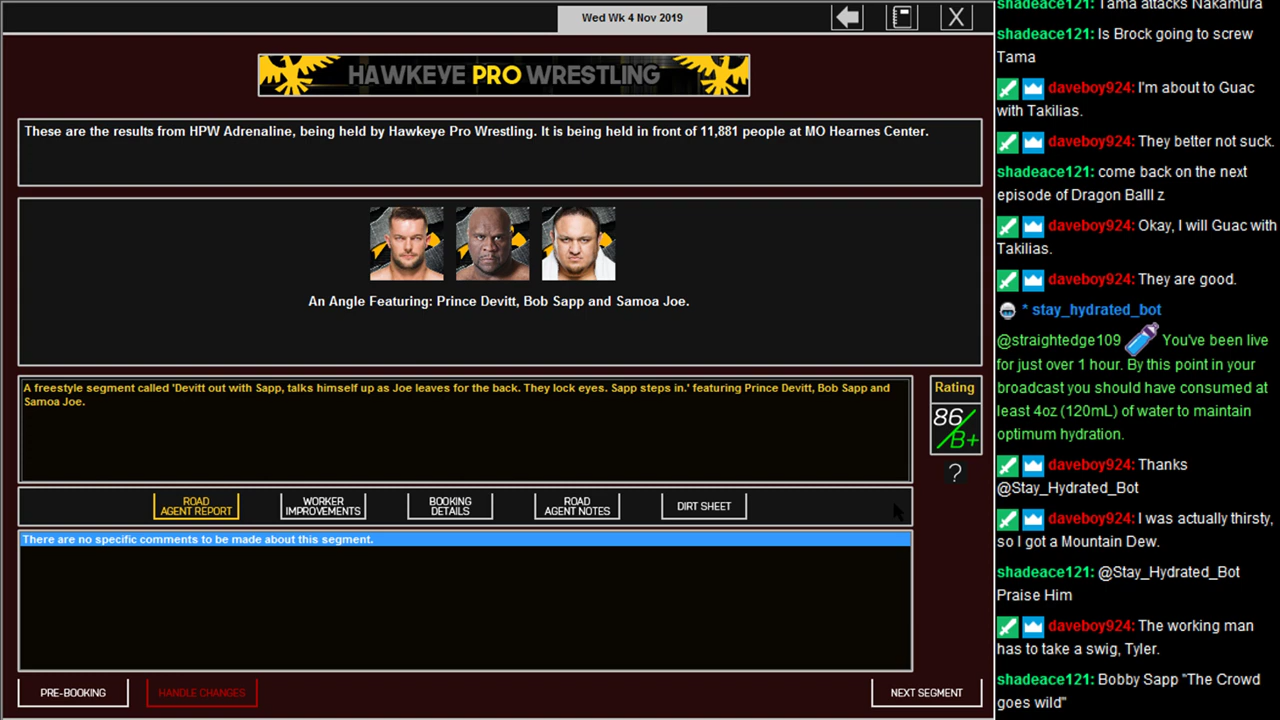 Wed Wk 4 Nov 2019
HAWKEYE PRO WRESTLING
These are the results from HPW Adrenaline, being held by Hawkeye Pro Wrestling. It is being held in front of 11,881 people at MO Hearnes Center.
An Angle Featuring: Prince Devitt, Bob Sapp and Samoa Joe.
A freestyle segment called 'Devitt out with Sapp, talks himself up as Joe leaves for the back. They lock eyes. Sapp steps in.' featuring Prince Devitt, Bob Sapp and
Samoa Joe.
Rating
86/B+
?
ROAD
AGENT REPORT
WORKER
IMPROVEMENTS
BOOKING
DETAILS
ROAD
AGENT NOTES
DIRT SHEET
There are no specific comments to be made about this segment.
PRE-BOOKING
HANDLE CHANGES
NEXT SEGMENT
shadeace121: Tama attacks Nakamura
shadeace121: Is Brock going to screw
Tama
daveboy924: I'm about to Guac
with Takilias.
daveboy924: They better not suck.
shadeace121: come back on the next
episode of Dragon Balll z
daveboy924: Okay, I will Guac with
Takilias.
daveboy924: They are good.
* stay_hydrated_bot
@straightedge109 You've been live
for just over 1 hour. By this point in your
broadcast you should have consumed at
least 4oz (120mL) of water to maintain
optimum hydration.
daveboy924: Thanks
@Stay_Hydrated_Bot
daveboy924: I was actually thirsty,
so I got a Mountain Dew.
shadeace121: @Stay_Hydrated_Bot
Praise Him
daveboy924: The working man
has to take a swig, Tyler.
shadeace121: Bobby Sapp "The Crowd
goes wild"